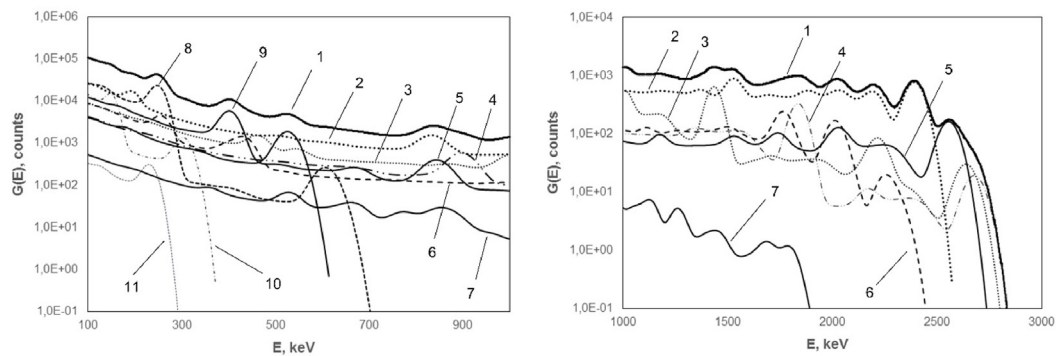 1,0E+06
1,0E+05
1,0E+04
1,0E+03
1,0E+02
1,0E+01
1,0E+00
1,0E-01
G(E), counts
8
9
1
2
3
5
4
6
7
10
11
100
300
500
700
900
E, keV
1,0E+04
1,0E+03
1,0E+02
1,0E+01
1,0E+00
1,0E-01
G(E), counts
2
3
1
4
5
7
6
1000
1500
2000
2500
3000
E, keV